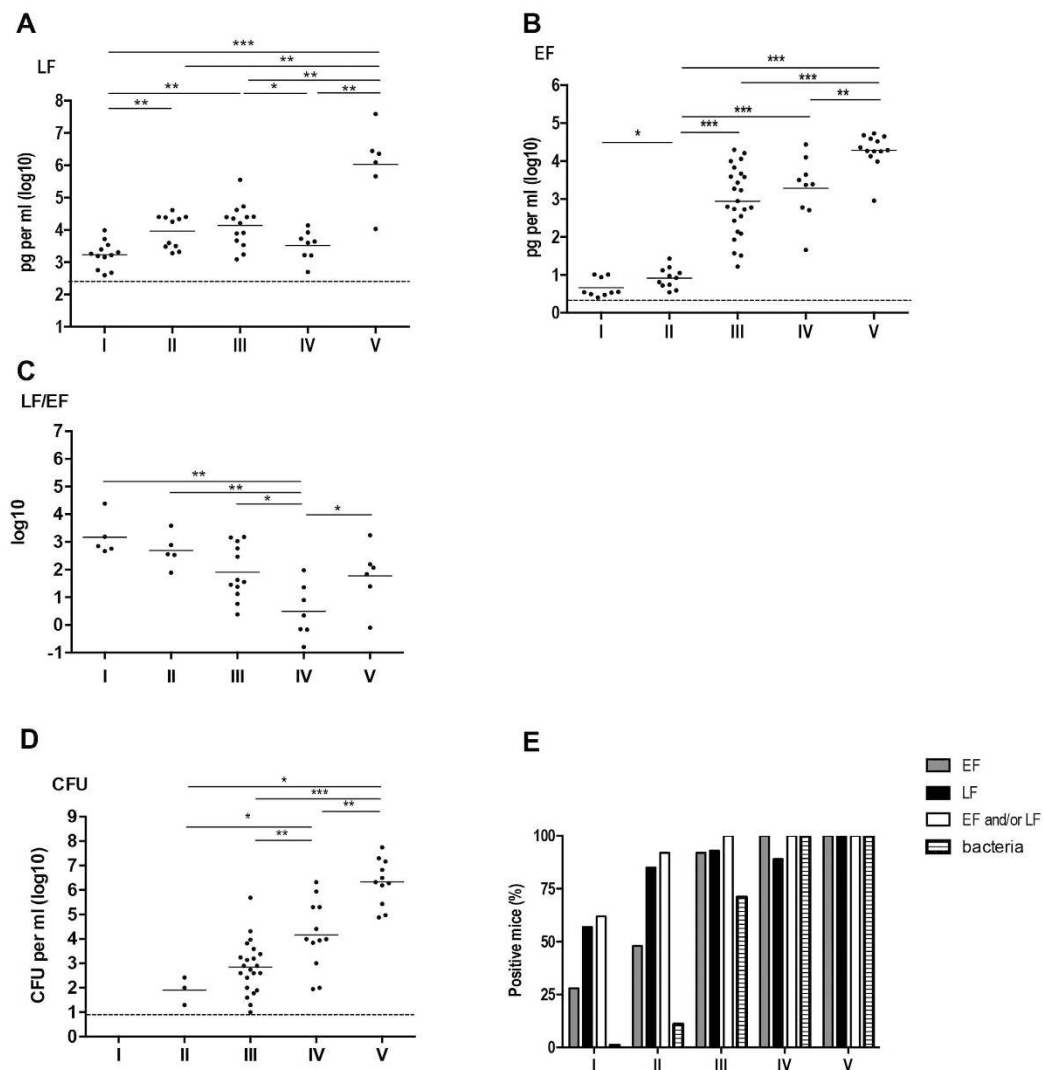 A
LF
***
**
**
**
*
**
**
pg per ml (log10)
8
7
6
5
4
3
2
1
I II III IV V
B
EF
***
***
**
***
***
*
pg per ml (log10)
6
5
4
3
2
1
0
I II III IV V
C
LF/EF
**
**
*
*
log10
7
6
5
4
3
2
1
0
-1
I II III IV V
D
CFU
*
***
**
*
**
CFU per ml (log10)
9
8
7
6
5
4
3
2
1
0
I II III IV V
E
EF
LF
EF and/or LF
bacteria
Positive mice (%)
100
75
50
25
0
I II III IV V